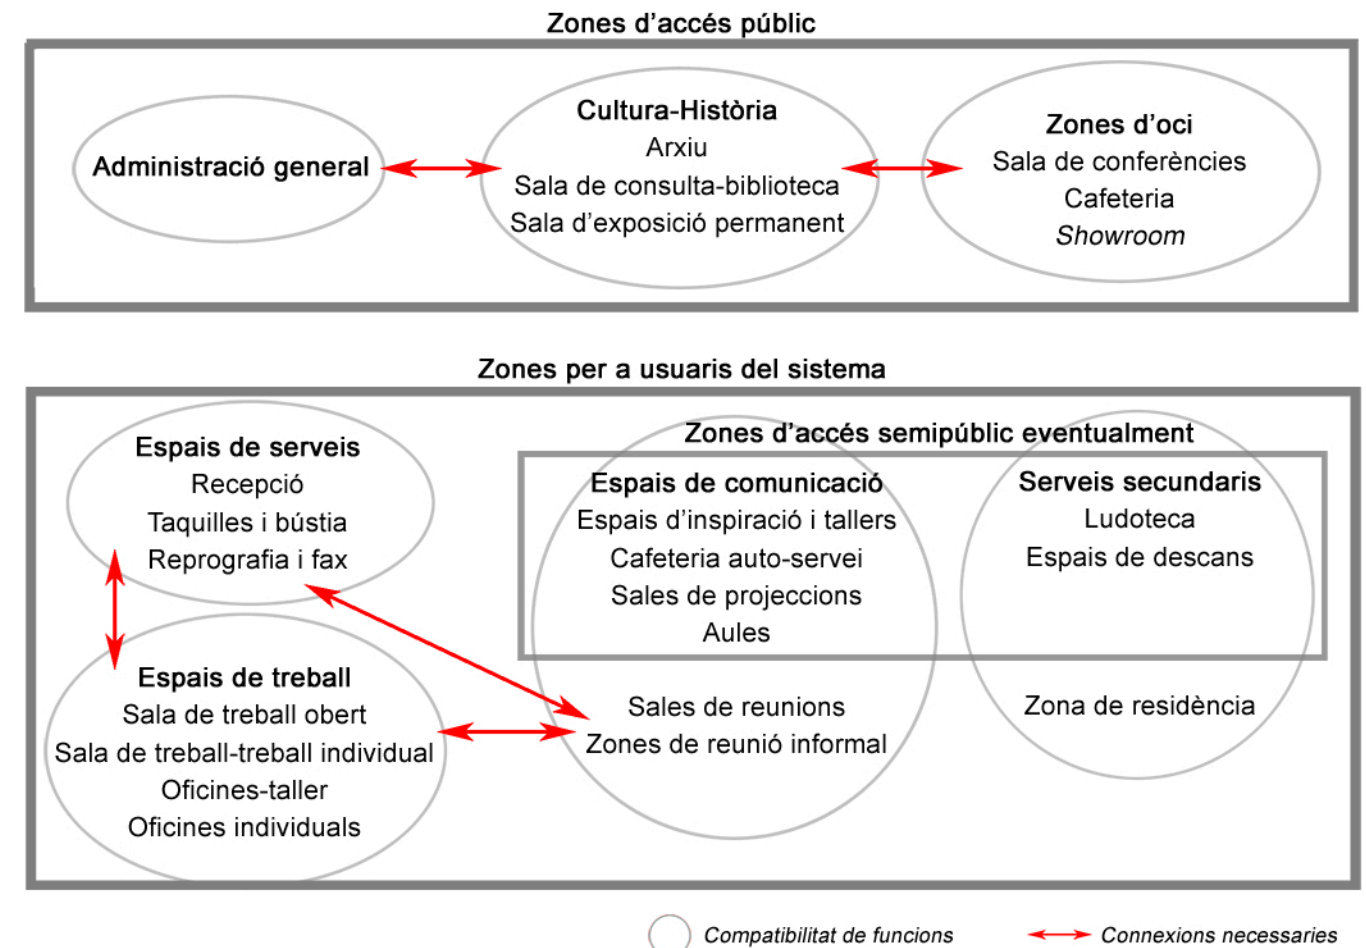 Zones d’accés públic
Administració general
Cultura-Història
Arxiu
Sala de consulta-biblioteca
Sala d’exposició permanent
Zones d’oci
Sala de conferències
Cafeteria
Showroom
Zones per a usuaris del sistema
Espais de serveis
Recepció
Taquilles i bústia
Reprografia i fax
Espais de treball
Sala de treball obert
Sala de treball-treball individual
Oficines-taller
Oficines individuals
Zones d’accés semipúblic eventualment
Espais de comunicació
Espais d’inspiració i tallers
Cafeteria auto-servei
Sales de projeccions
Aules
Sales de reunions
Zones de reunió informal
Serveis secundaris
Ludoteca
Espais de descans
Zona de residència
Compatibilitat de funcions
Connexions necessaries